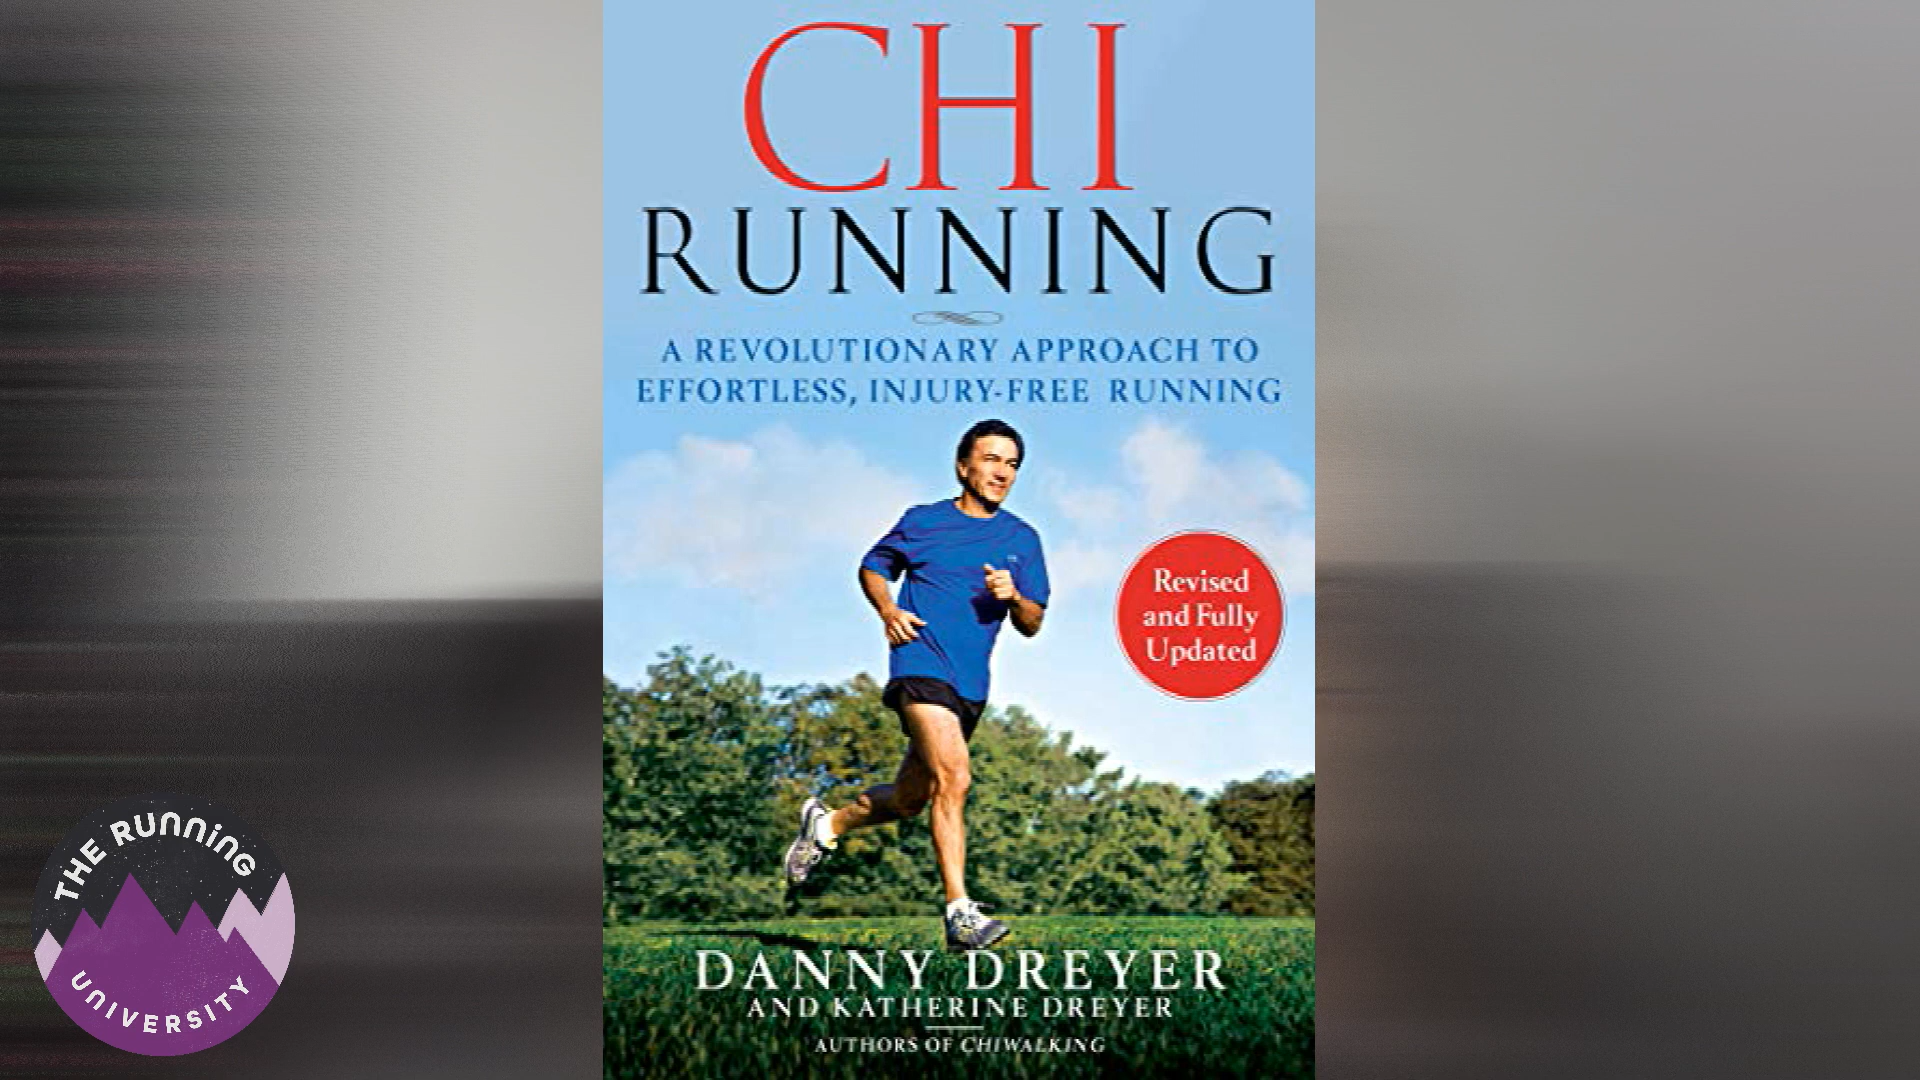 CHI
RUNNING
A REVOLUTIONARY APPROACH TO
EFFORTLESS, INJURY-FREE RUNNING
Revised
and Fully
Updated
DANNY DREYER
AND KATHERINE DREYER
AUTHORS OF CHIWALKING
THE RUNNiNG
UNIVERSITY